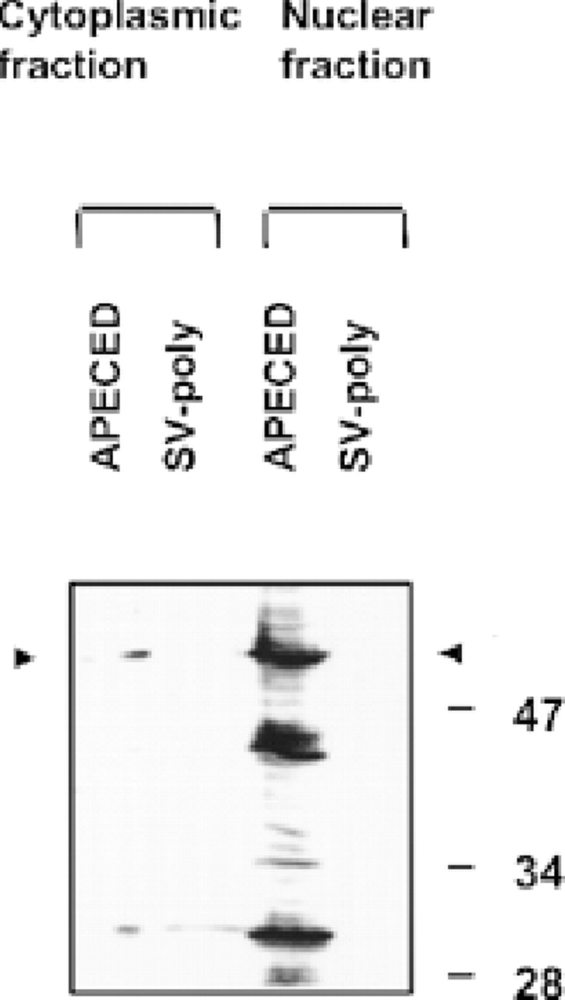 Cytoplasmic
fraction
Nuclear
fraction
APECED
SV-poly
APECED
SV-poly
47
34
28